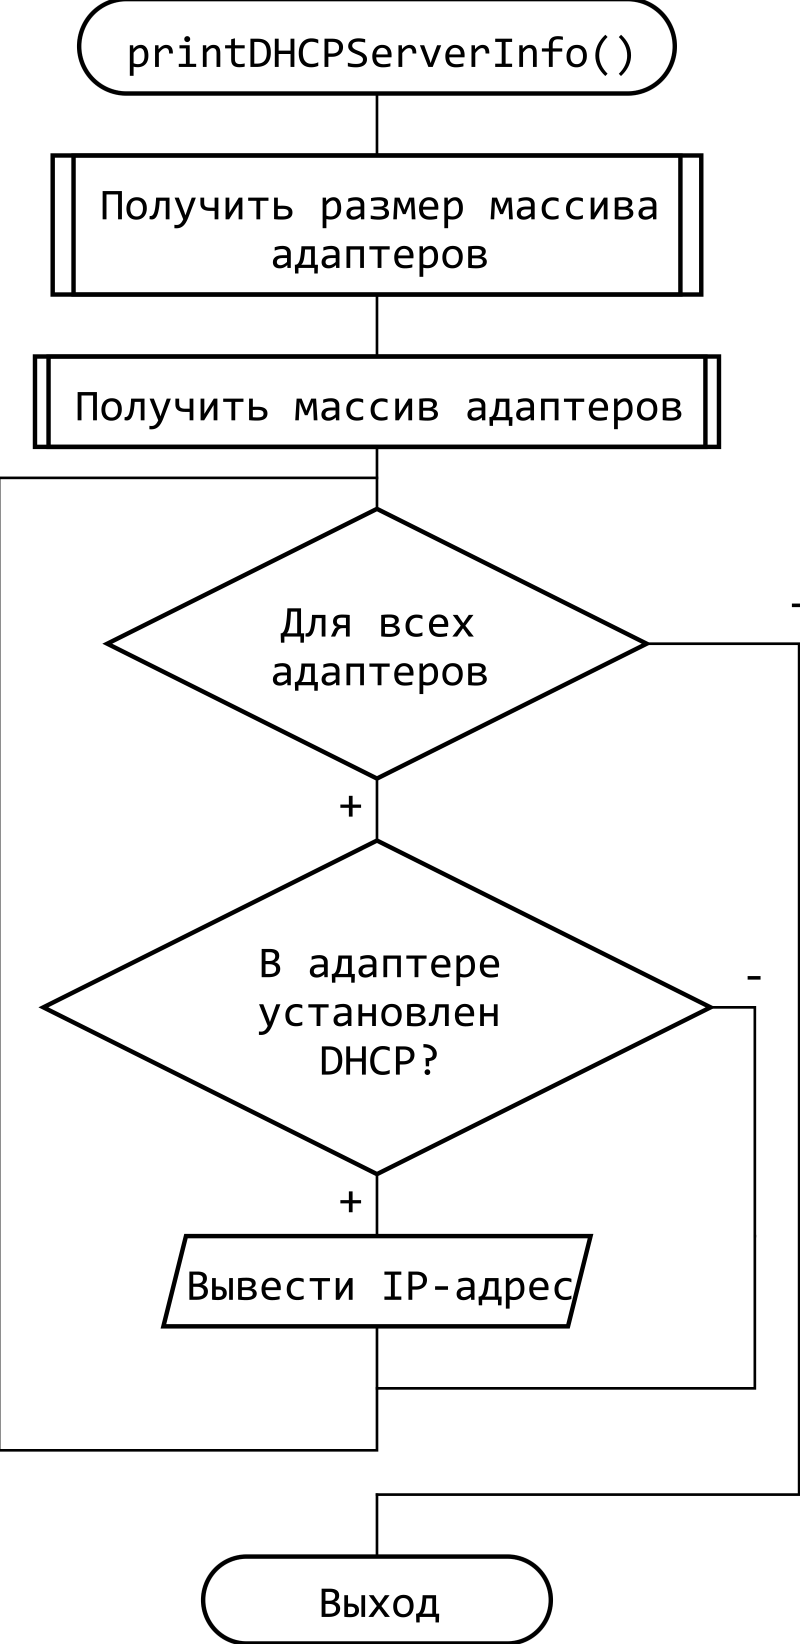 printDHCPServerInfo()
Получить размер массива
адаптеров
Получить массив адаптеров
Для всех
адаптеров
-
+
В адаптере
установлен
DHCP?
-
+
Вывести IP-адрес
Выход